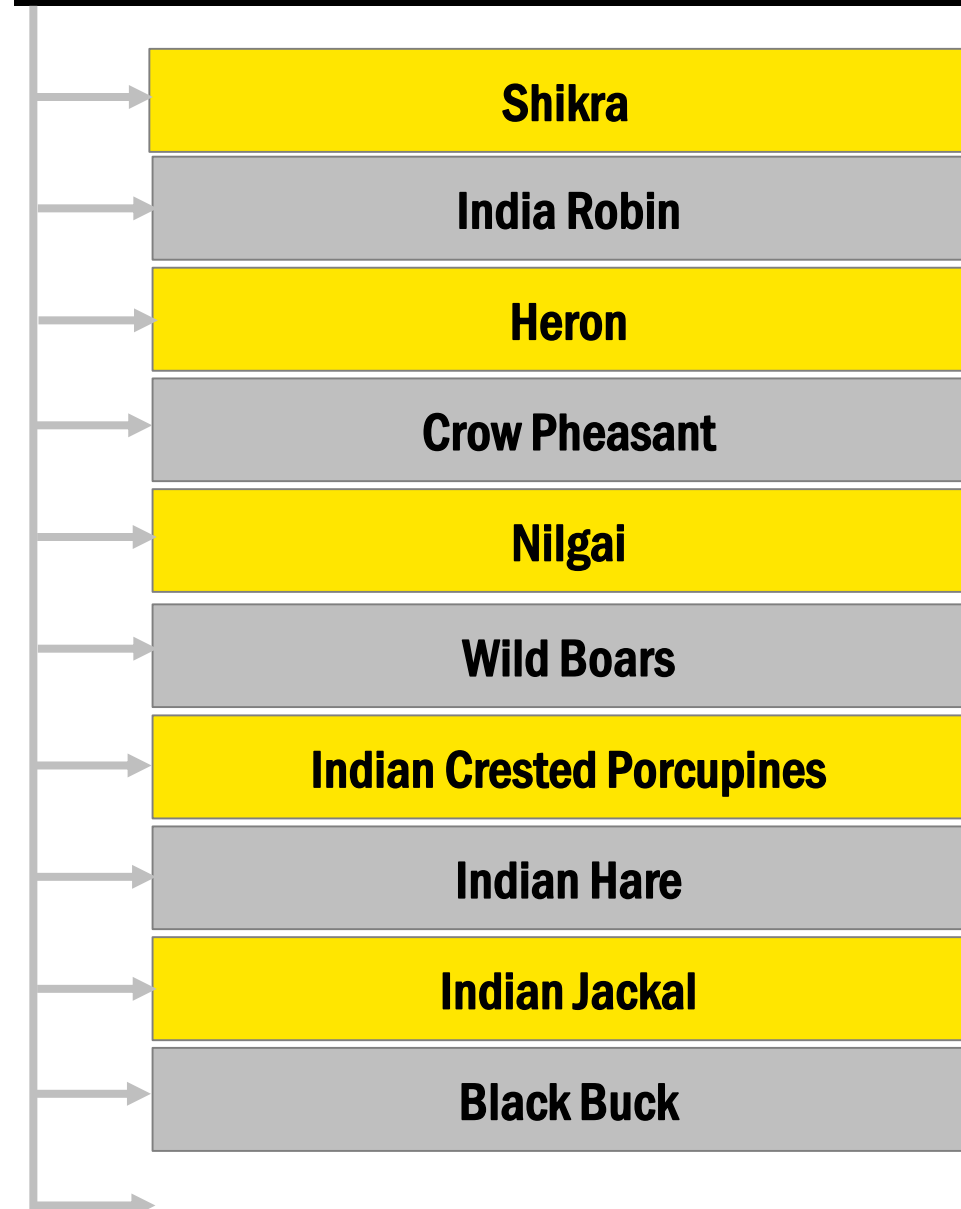 Shikra
India Robin
Heron
Crow Pheasant
Nilgai
Wild Boars
Indian Crested Porcupines
Indian Hare
Indian Jackal
Black Buck